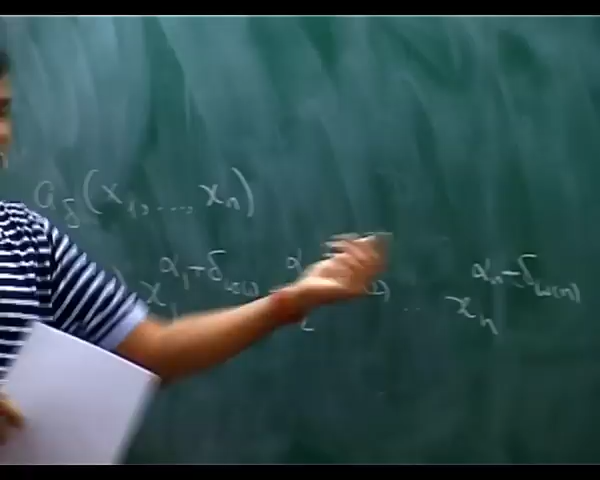 a_δ(x_1, ..., x_n)
) x_1^{α_1+δ_{w(1)}} ... x_n^{α_n+δ_{w(n)}}